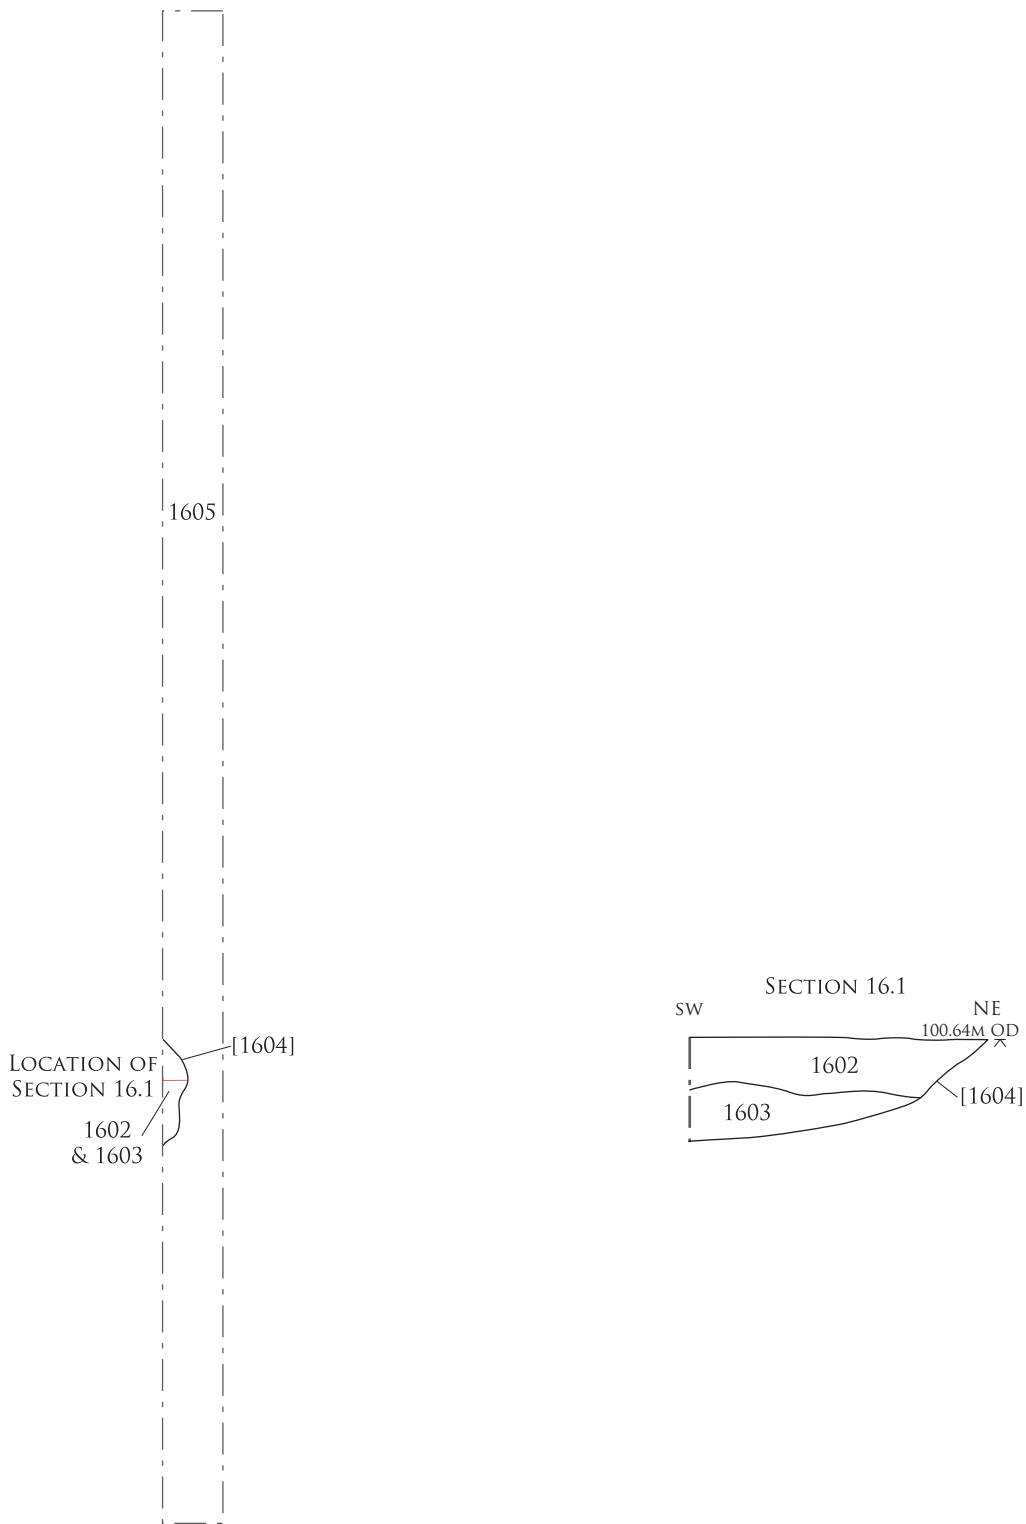 1605
[1604]
LOCATION OF
SECTION 16.1
1602
& 1603
SECTION 16.1
SW
NE
100.64M OD
1602
[1604]
1603